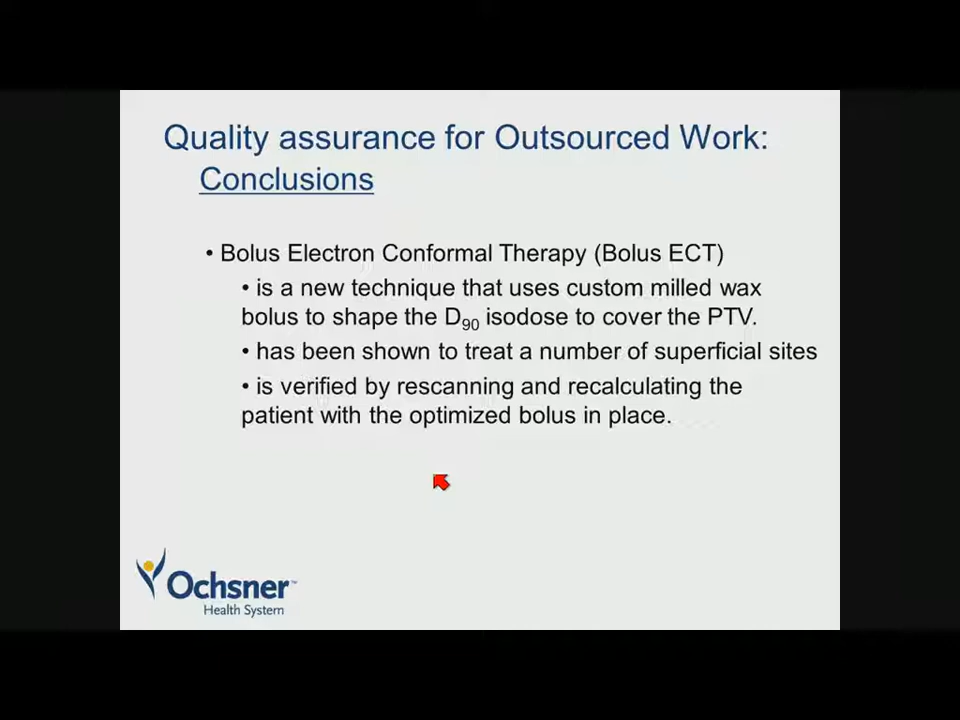 Quality assurance for Outsourced Work:
Conclusions
• Bolus Electron Conformal Therapy (Bolus ECT)
• is a new technique that uses custom milled wax
bolus to shape the D90 isodose to cover the PTV.
• has been shown to treat a number of superficial sites
• is verified by rescanning and recalculating the
patient with the optimized bolus in place.
Ochsner™
Health System